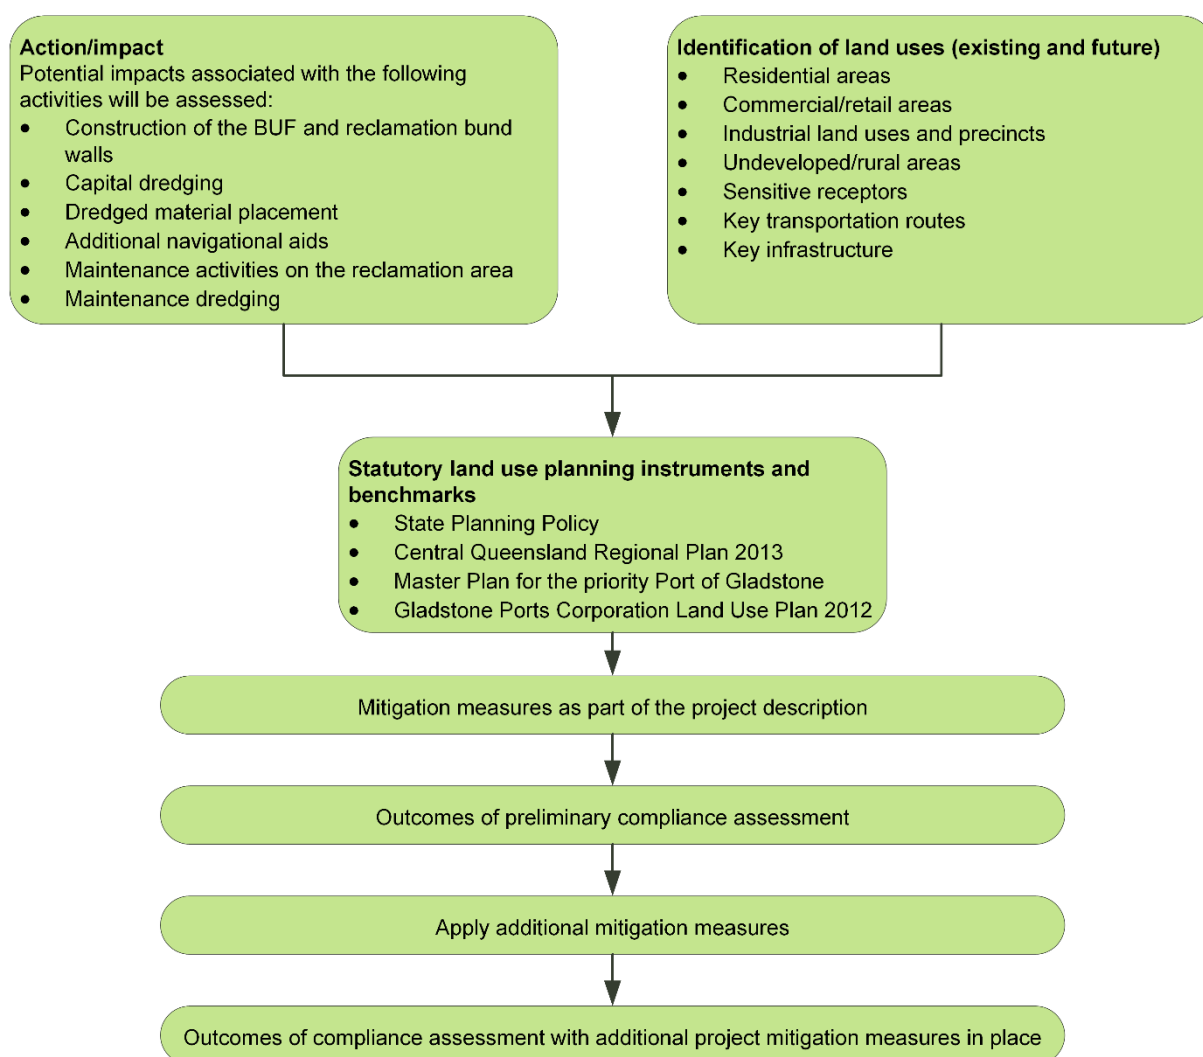 Action/impact
Potential impacts associated with the following
activities will be assessed:
• Construction of the BUF and reclamation bund
walls
• Capital dredging
• Dredged material placement
• Additional navigational aids
• Maintenance activities on the reclamation area
• Maintenance dredging
Identification of land uses (existing and future)
• Residential areas
• Commercial/retail areas
• Industrial land uses and precincts
• Undeveloped/rural areas
• Sensitive receptors
• Key transportation routes
• Key infrastructure
Statutory land use planning instruments and
benchmarks
• State Planning Policy
• Central Queensland Regional Plan 2013
• Master Plan for the priority Port of Gladstone
• Gladstone Ports Corporation Land Use Plan 2012
Mitigation measures as part of the project description
Outcomes of preliminary compliance assessment
Apply additional mitigation measures
Outcomes of compliance assessment with additional project mitigation measures in place